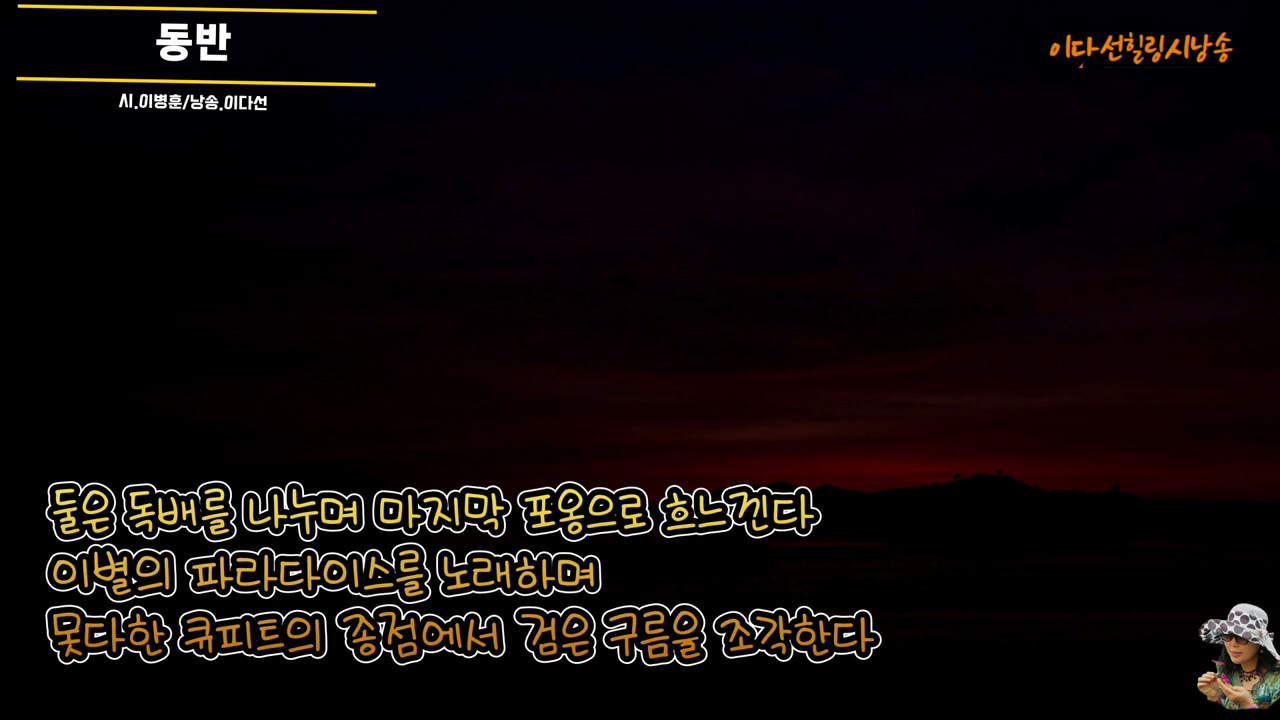 동반
시.이병훈/낭송.이다선
이다선힐링시낭송
둘은 독배를 나누며 마지막 포옹으로 흐느낀다
이별의 파라다이스를 노래하며
못다한 큐피트의 종점에서 검은 구름을 조각한다